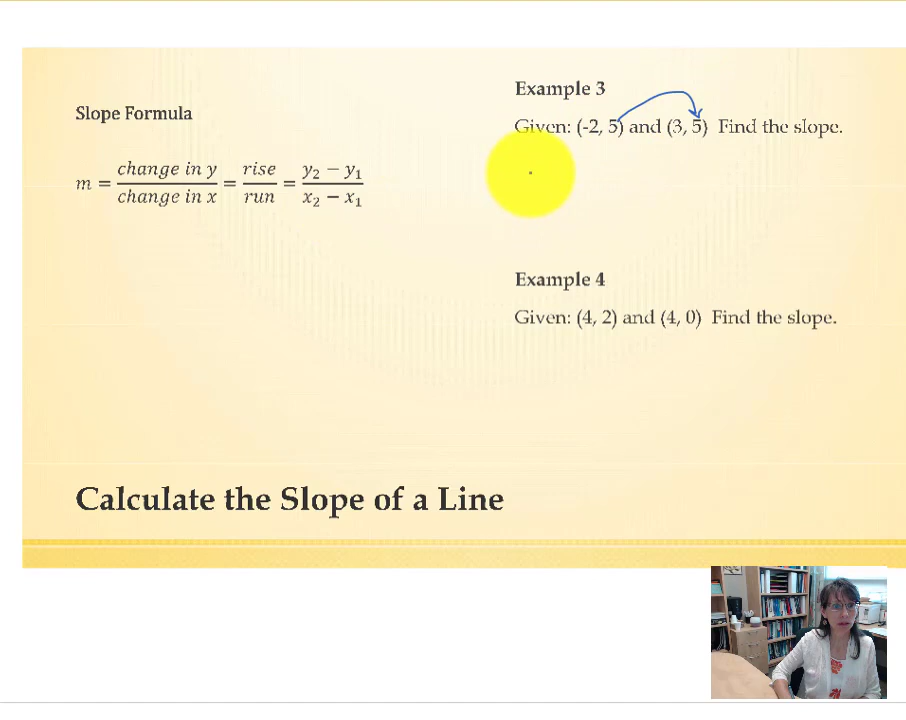 Slope Formula
m = change in y / change in x = rise / run = y₂ − y₁ / x₂ − x₁
Example 3
Given: (-2, 5) and (3, 5) Find the slope.
Example 4
Given: (4, 2) and (4, 0) Find the slope.
Calculate the Slope of a Line